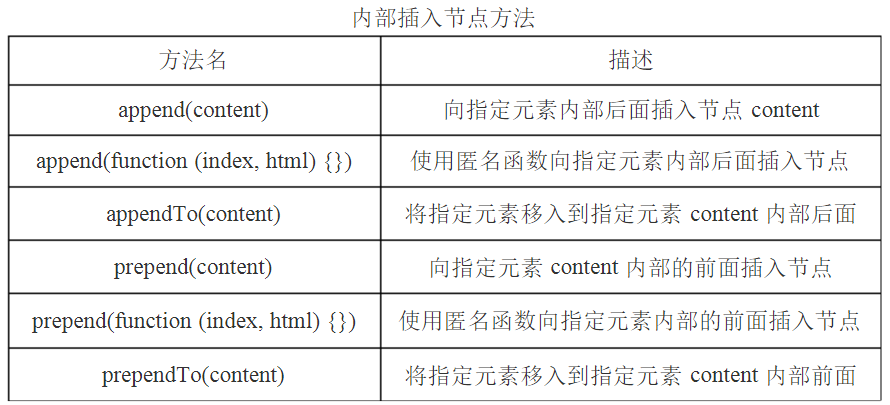 内部插入节点方法
方法名 描述
append(content) 向指定元素内部后面插入节点 content
append(function (index, html) {}) 使用匿名函数向指定元素内部后面插入节点
appendTo(content) 将指定元素移入到指定元素 content 内部后面
prepend(content) 向指定元素 content 内部的前面插入节点
prepend(function (index, html) {}) 使用匿名函数向指定元素内部的前面插入节点
prependTo(content) 将指定元素移入到指定元素 content 内部前面